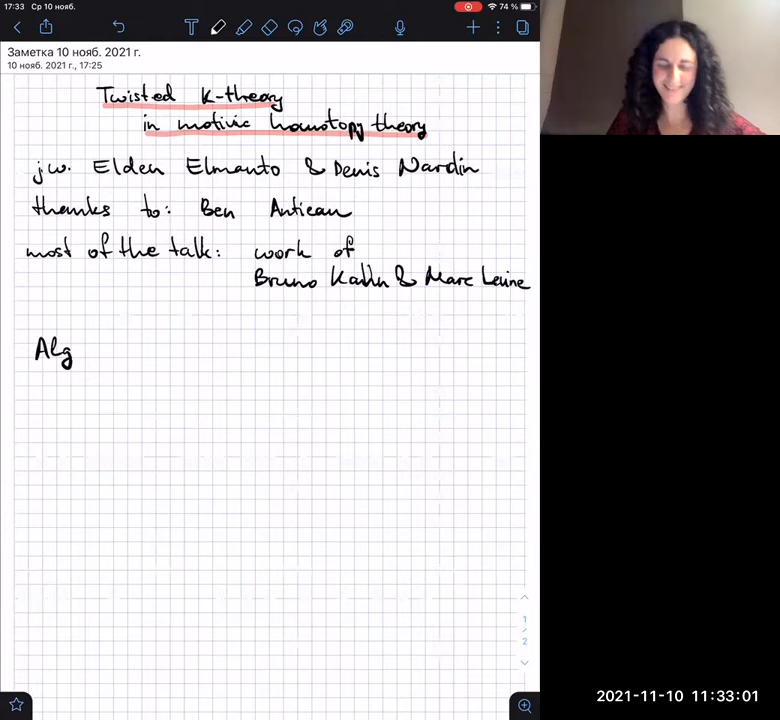 17:33 Ср 10 нояб.
74 %
Заметка 10 нояб. 2021 г.
10 нояб. 2021 г., 17:25
Twisted K-theory
in motivic homotopy theory
j.w. Elden Elmanto & Denis Nardin
thanks to: Ben Antieau
most of the talk: work of
Bruno Kahn & Marc Levine
Alg
1
2
2021-11-10 11:33:01